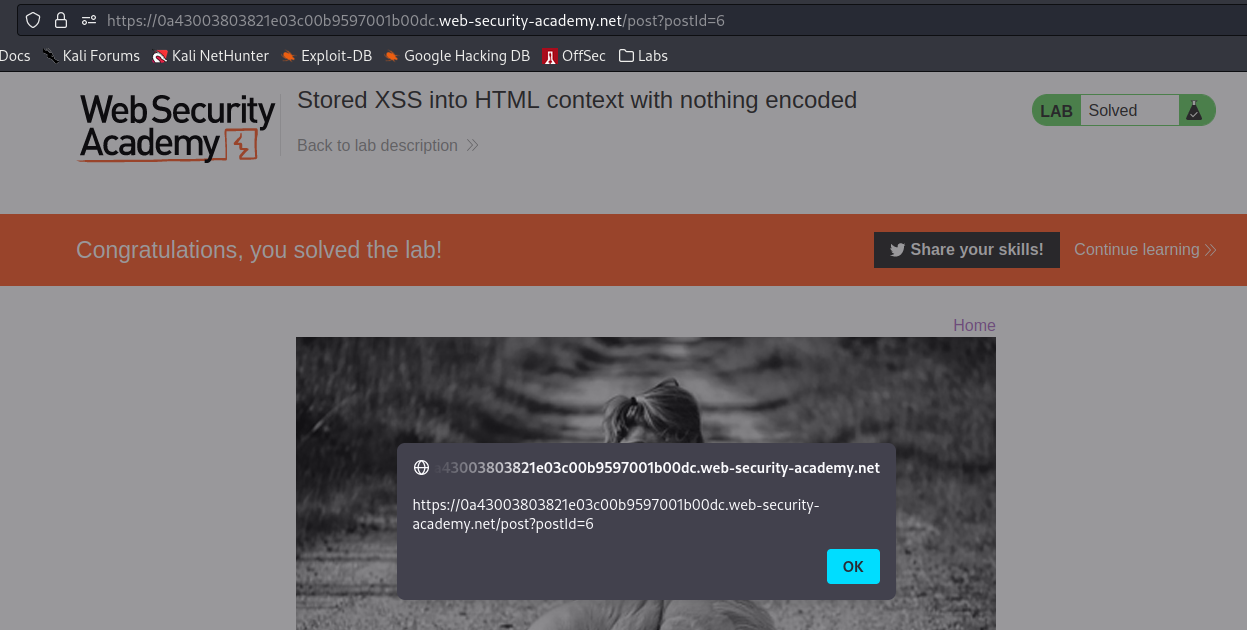 https://0a43003803821e03c00b9597001b00dc.web-security-academy.net/post?postId=6
Docs Kali Forums Kali NetHunter Exploit-DB Google Hacking DB OffSec Labs
Web Security
Academy
Stored XSS into HTML context with nothing encoded
Back to lab description
LAB Solved
Congratulations, you solved the lab!
Share your skills! Continue learning
Home
a43003803821e03c00b9597001b00dc.web-security-academy.net
https://0a43003803821e03c00b9597001b00dc.web-security-
academy.net/post?postId=6
OK